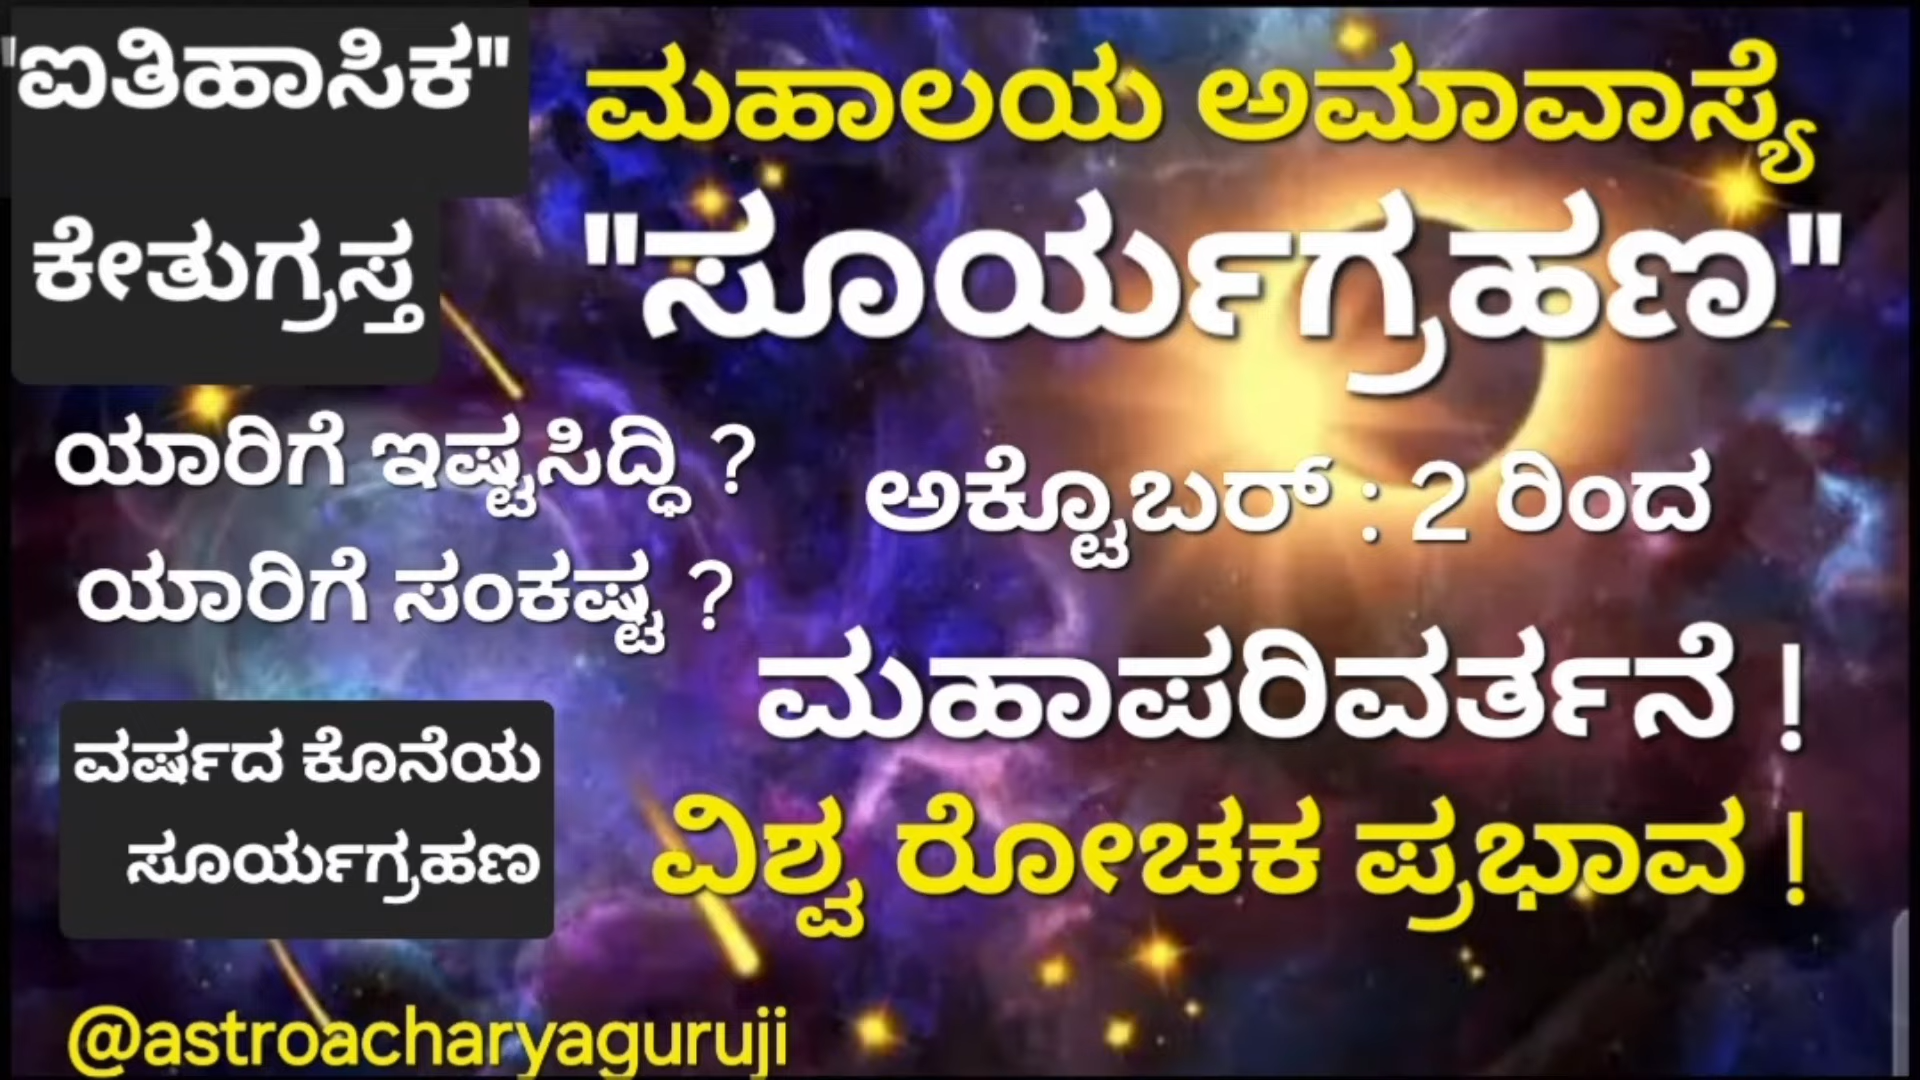 "ಐತಿಹಾಸಿಕ"
ಕೇತುಗ್ರಸ್ತ
ಮಹಾಲಯ ಅಮಾವಾಸ್ಯೆ
"ಸೂರ್ಯಗ್ರಹಣ"
ಯಾರಿಗೆ ಇಷ್ಟಸಿದ್ಧಿ ?
ಯಾರಿಗೆ ಸಂಕಷ್ಟ ?
ಅಕ್ಟೊಬರ್ : 2 ರಿಂದ
ಮಹಾಪರಿವರ್ತನೆ !
ವರ್ಷದ ಕೊನೆಯ
ಸೂರ್ಯಗ್ರಹಣ
ವಿಶ್ವ ರೋಚಕ ಪ್ರಭಾವ !
@astroacharyaguruji